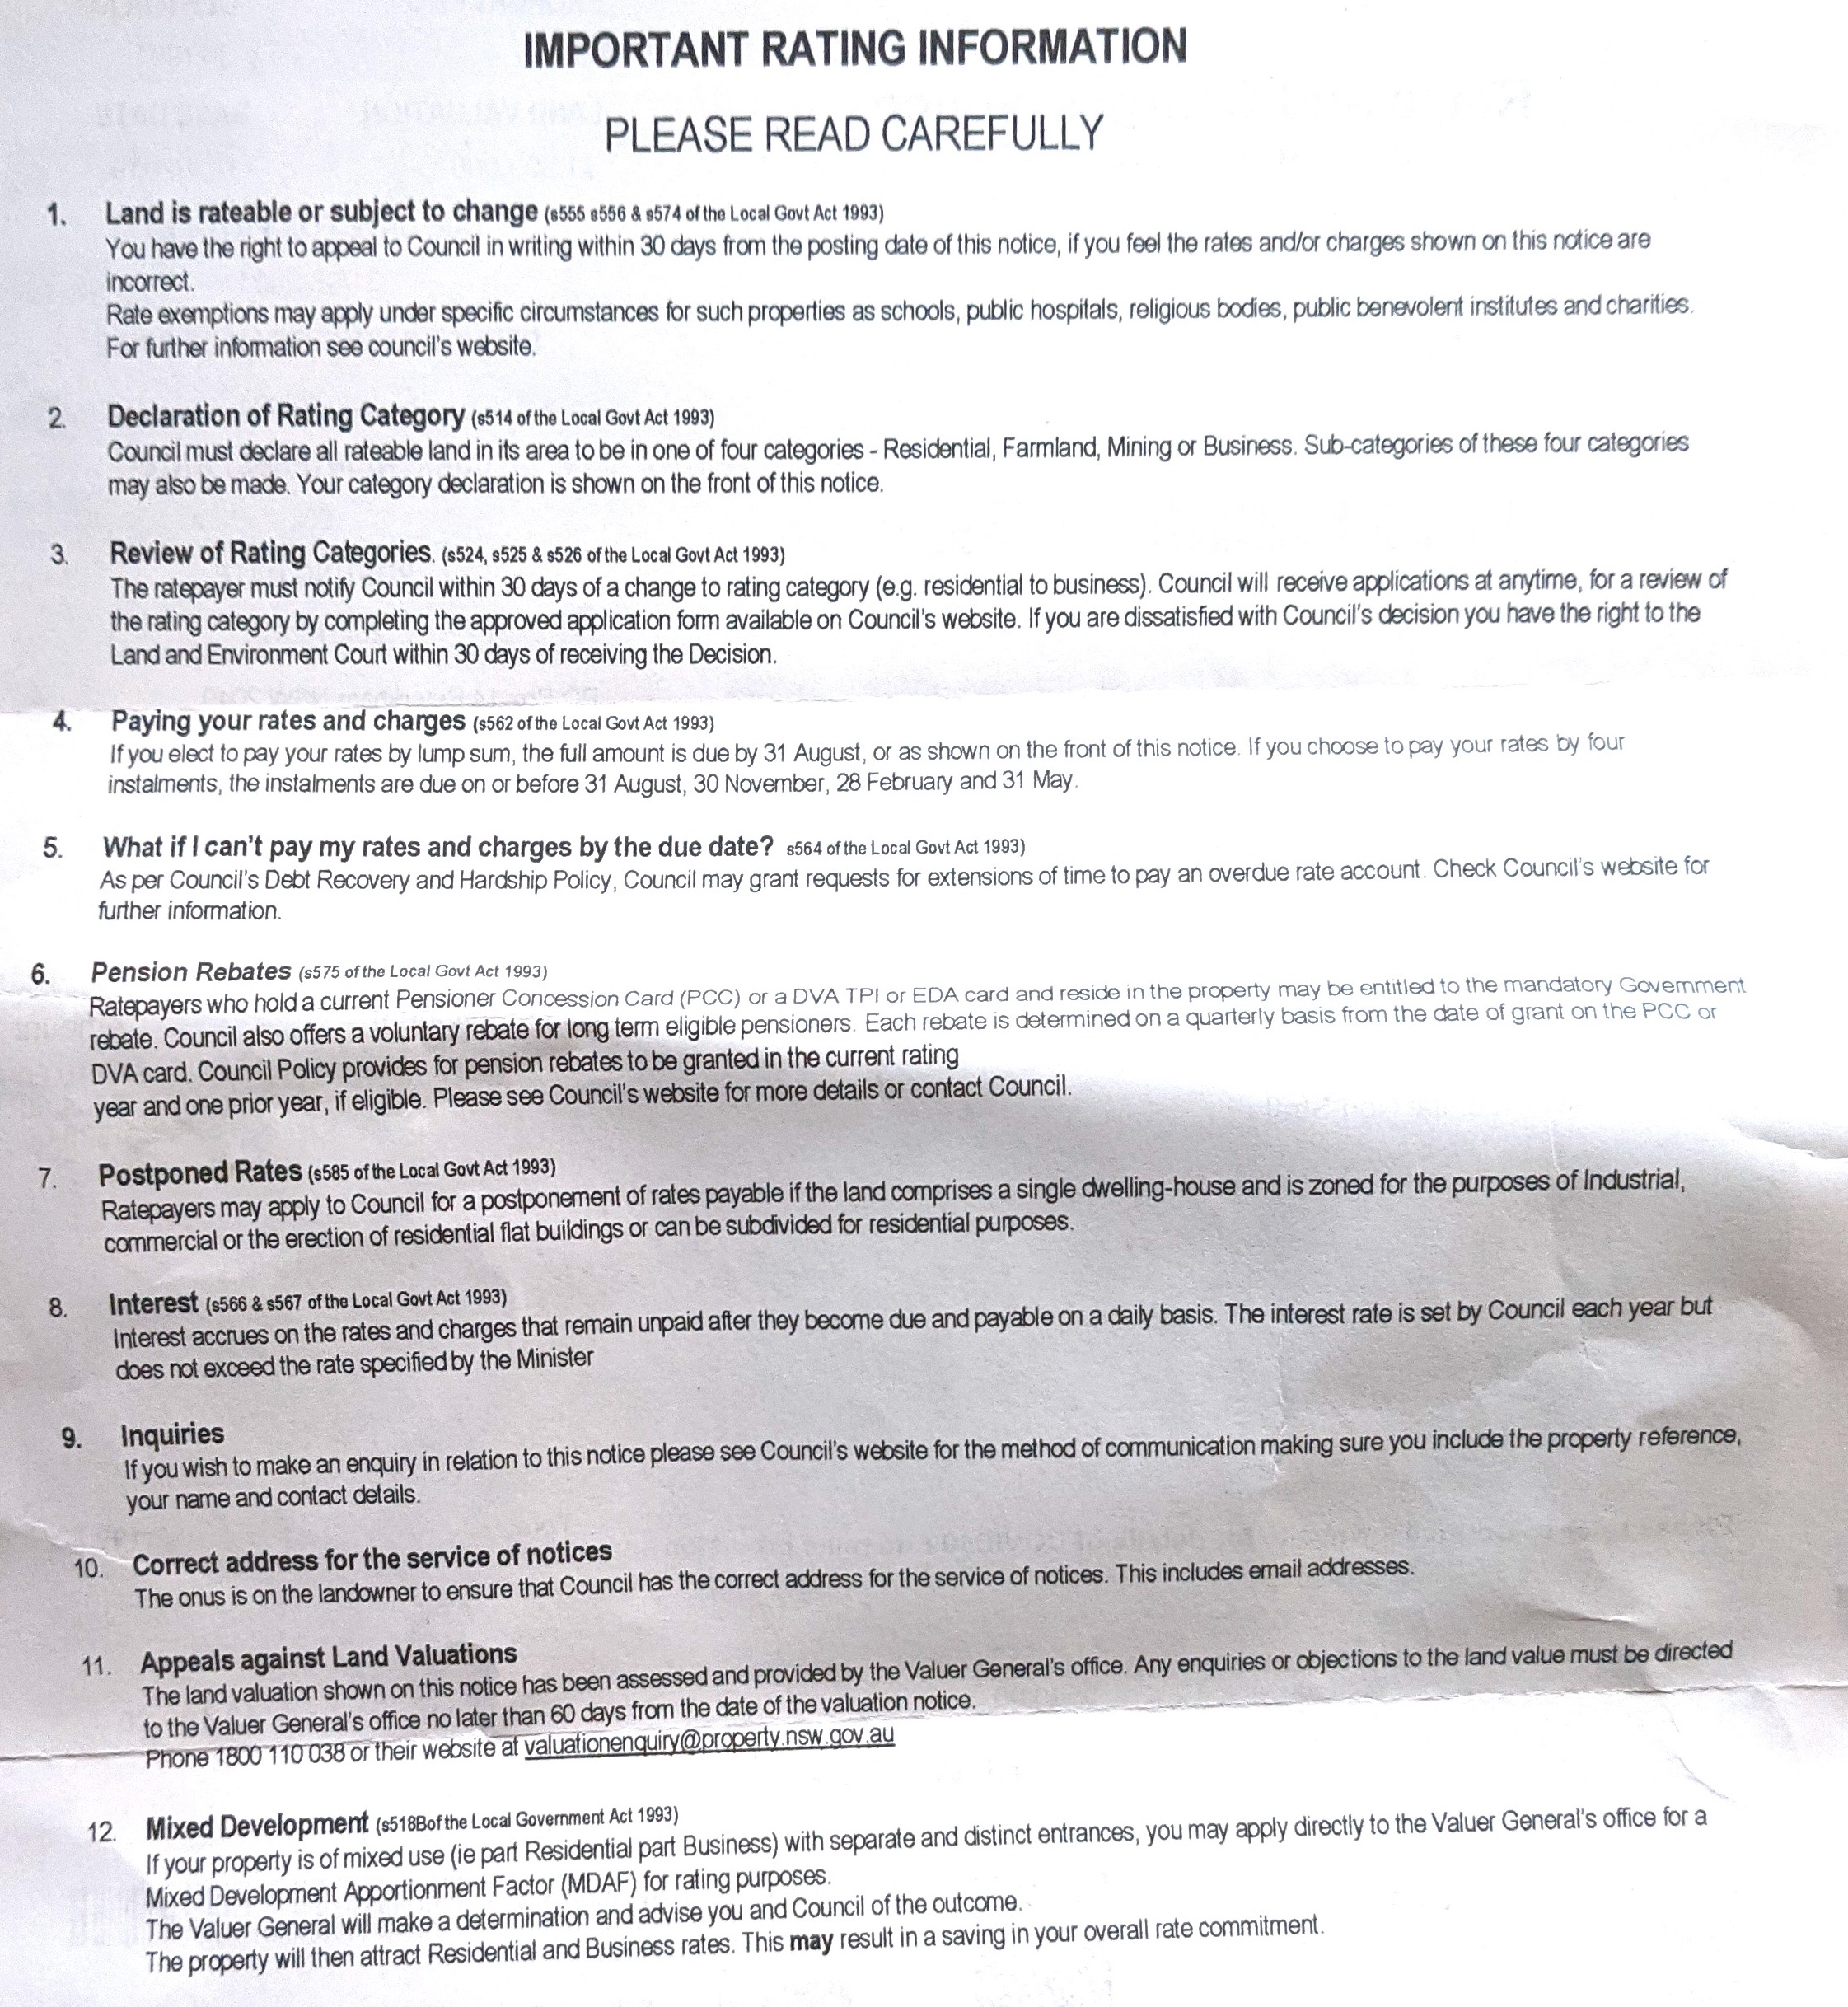 IMPORTANT RATING INFORMATION
PLEASE READ CAREFULLY
1. Land is rateable or subject to change (s555 s556 & s574 of the Local Govt Act 1993)
You have the right to appeal to Council in writing within 30 days from the posting date of this notice, if you feel the rates and/or charges shown on this notice are
incorrect.
Rate exemptions may apply under specific circumstances for such properties as schools, public hospitals, religious bodies, public benevolent institutes and charities.
For further information see council's website.
2. Declaration of Rating Category (s514 of the Local Govt Act 1993)
Council must declare all rateable land in its area to be in one of four categories - Residential, Farmland, Mining or Business. Sub-categories of these four categories
may also be made. Your category declaration is shown on the front of this notice.
3. Review of Rating Categories. (s524, s525 & s526 of the Local Govt Act 1993)
The ratepayer must notify Council within 30 days of a change to rating category (e.g. residential to business). Council will receive applications at anytime, for a review of
the rating category by completing the approved application form available on Council's website. If you are dissatisfied with Council's decision you have the right to the
Land and Environment Court within 30 days of receiving the Decision.
4. Paying your rates and charges (s562 of the Local Govt Act 1993)
If you elect to pay your rates by lump sum, the full amount is due by 31 August, or as shown on the front of this notice. If you choose to pay your rates by four
instalments, the instalments are due on or before 31 August, 30 November, 28 February and 31 May.
5. What if I can't pay my rates and charges by the due date? s564 of the Local Govt Act 1993)
As per Council's Debt Recovery and Hardship Policy, Council may grant requests for extensions of time to pay an overdue rate account. Check Council's website for
further information.
6. Pension Rebates (s575 of the Local Govt Act 1993)
Ratepayers who hold a current Pensioner Concession Card (PCC) or a DVA TPI or EDA card and reside in the property may be entitled to the mandatory Government
rebate. Council also offers a voluntary rebate for long term eligible pensioners. Each rebate is determined on a quarterly basis from the date of grant on the PCC or
DVA card. Council Policy provides for pension rebates to be granted in the current rating
year and one prior year, if eligible. Please see Council's website for more details or contact Council.
7. Postponed Rates (s585 of the Local Govt Act 1993)
Ratepayers may apply to Council for a postponement of rates payable if the land comprises a single dwelling-house and is zoned for the purposes of Industrial,
commercial or the erection of residential flat buildings or can be subdivided for residential purposes.
8. Interest (s566 & s567 of the Local Govt Act 1993)
Interest accrues on the rates and charges that remain unpaid after they become due and payable on a daily basis. The interest rate is set by Council each year but
does not exceed the rate specified by the Minister
9. Inquiries
If you wish to make an enquiry in relation to this notice please see Council's website for the method of communication making sure you include the property reference,
your name and contact details.
10. Correct address for the service of notices
The onus is on the landowner to ensure that Council has the correct address for the service of notices. This includes email addresses.
11. Appeals against Land Valuations
The land valuation shown on this notice has been assessed and provided by the Valuer General's office. Any enquiries or objections to the land value must be directed
to the Valuer General's office no later than 60 days from the date of the valuation notice.
Phone 1800 110 038 or their website at valuationenquiry@property.nsw.gov.au
12. Mixed Development (s518Bof the Local Government Act 1993)
If your property is of mixed use (ie part Residential part Business) with separate and distinct entrances, you may apply directly to the Valuer General's office for a
Mixed Development Apportionment Factor (MDAF) for rating purposes.
The Valuer General will make a determination and advise you and Council of the outcome.
The property will then attract Residential and Business rates. This may result in a saving in your overall rate commitment.